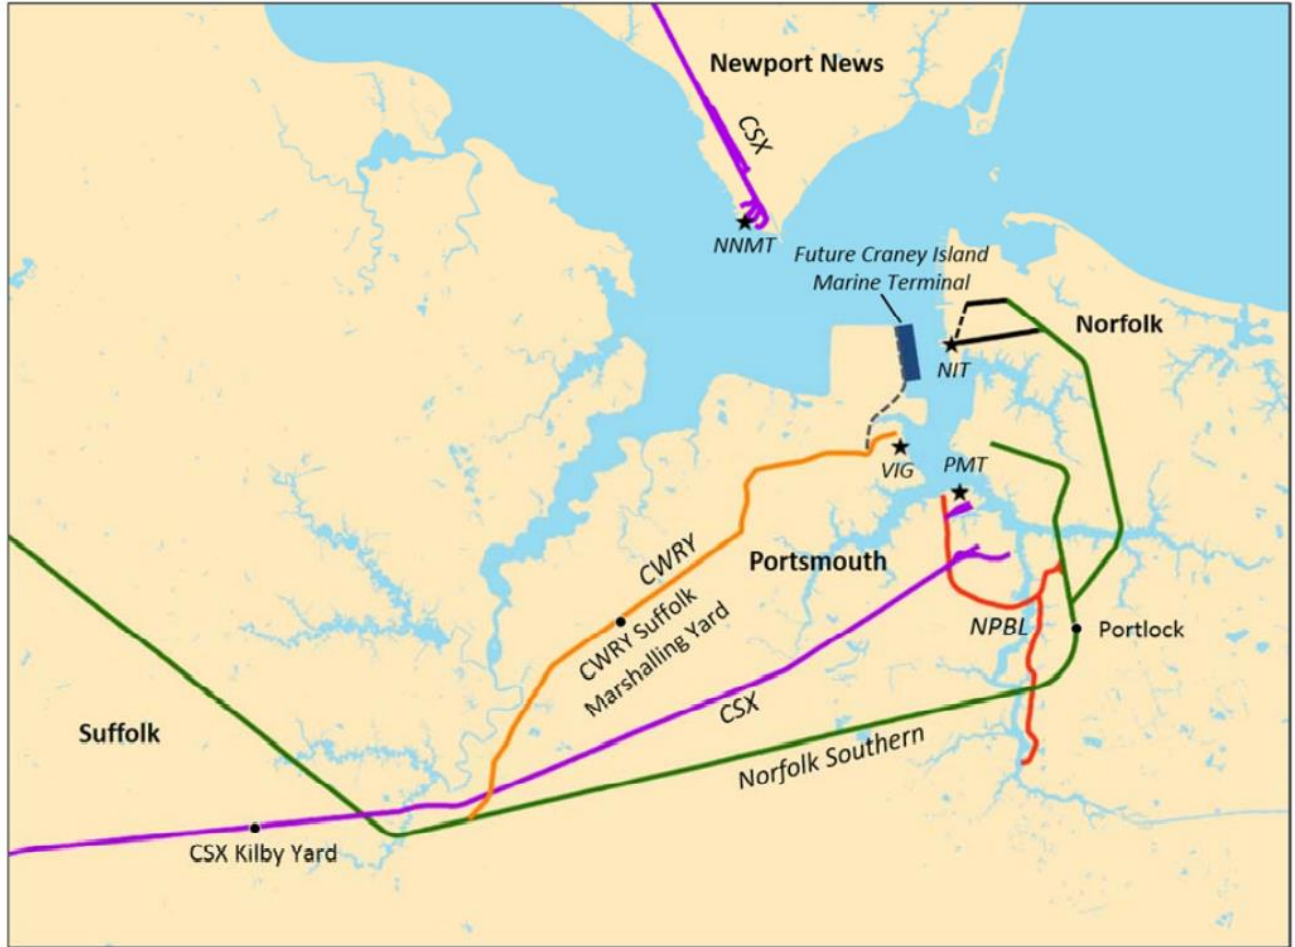 Newport News
CSX
NNMT
Future Craney Island
Marine Terminal
Norfolk
NIT
VIG
PMT
CWRY
Portsmouth
CWRY Suffolk
Marshalling Yard
NPBL
Portlock
CSX
Suffolk
Norfolk Southern
CSX Kilby Yard